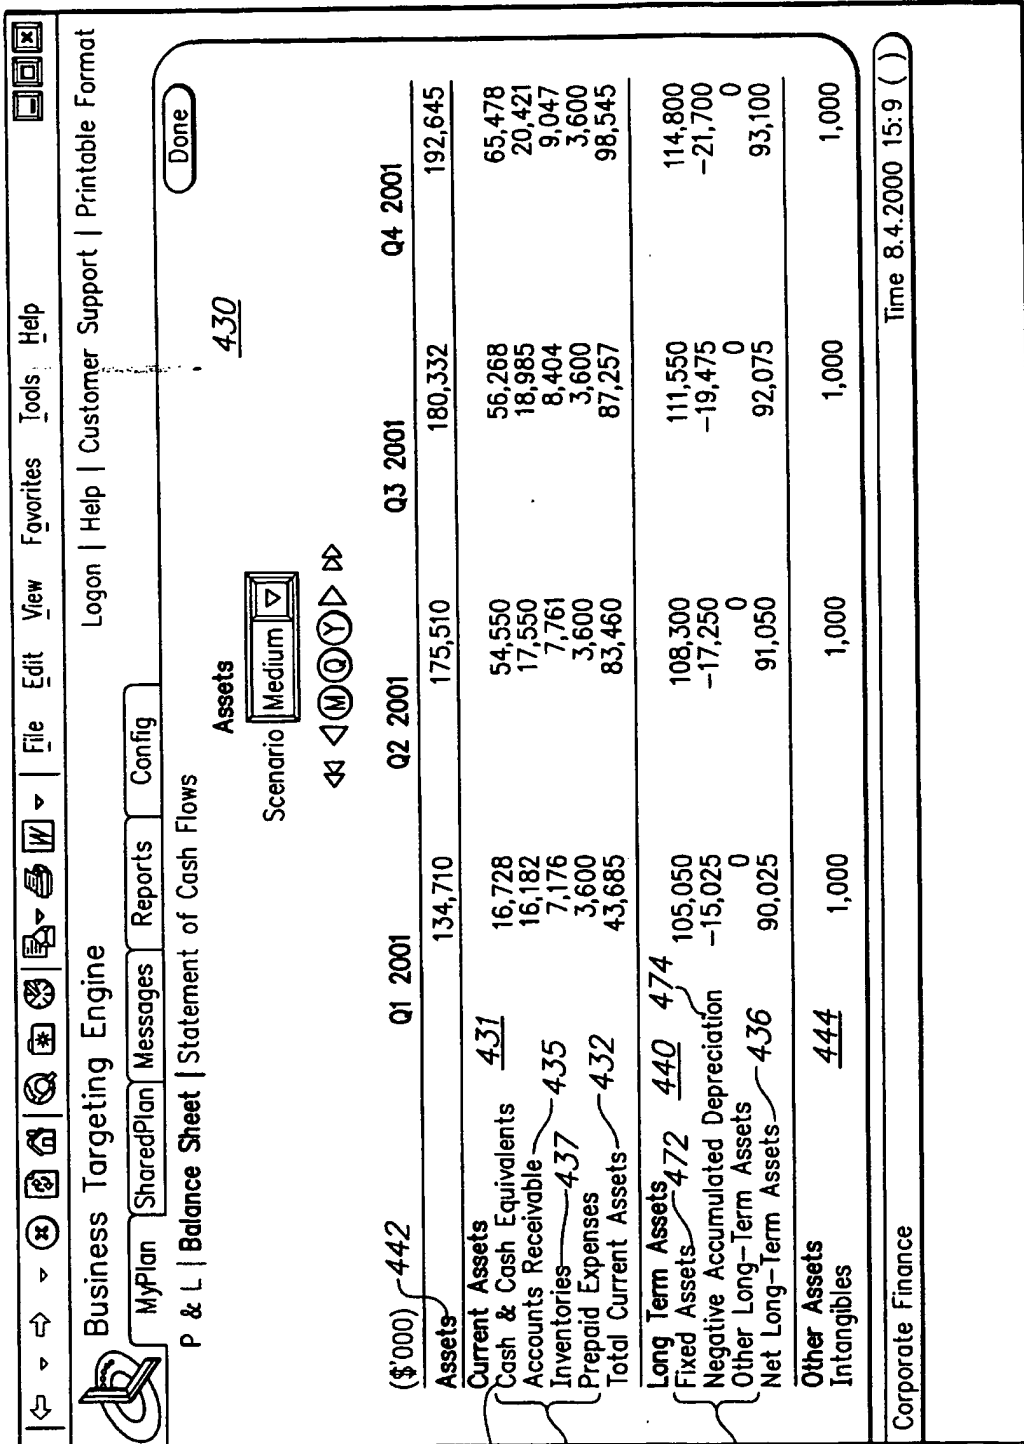 File Edit View Favorites Tools Help
Business Targeting Engine
Logon | Help | Customer Support | Printable Format
MyPlan SharedPlan Messages Reports Config
P & L | Balance Sheet | Statement of Cash Flows
Done
Assets
430
Scenario Medium
M Q Y
($'000) 442 Q1 2001 Q2 2001 Q3 2001 Q4 2001
Assets 134,710 175,510 180,332 192,645
Current Assets 431
Cash & Cash Equivalents 16,728 54,550 56,268 65,478
Accounts Receivable 435 16,182 17,550 18,985 20,421
Inventories 437 7,176 7,761 8,404 9,047
Prepaid Expenses 3,600 3,600 3,600 3,600
Total Current Assets 432 43,685 83,460 87,257 98,545
Long Term Assets 440 474
Fixed Assets 472 105,050 108,300 111,550 114,800
Negative Accumulated Depreciation -15,025 -17,250 -19,475 -21,700
Other Long-Term Assets 0 0 0 0
Net Long-Term Assets 436 90,025 91,050 92,075 93,100
Other Assets 444
Intangibles 1,000 1,000 1,000 1,000
Corporate Finance Time 8.4.2000 15:9 ( )